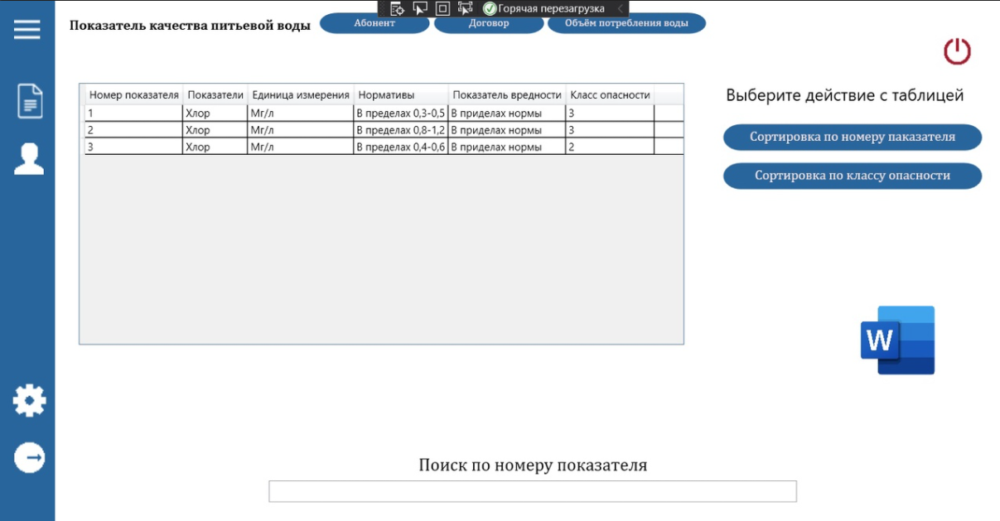 Горячая перезагрузка
Показатель качества питьевой воды Абонент Договор Объём потребления воды
Выберите действие с таблицей
Номер показателя Показатели Единица измерения Нормативы Показатель вредности Класс опасности
1 Хлор Мг/л В пределах 0,3-0,5 В приделах нормы 3
2 Хлор Мг/л В пределах 0,8-1,2 В приделах нормы 3
3 Хлор Мг/л В пределах 0,4-0,6 В приделах нормы 2
Сортировка по номеру паказателя
Сортировка по классу опасности
W
Поиск по номеру показателя